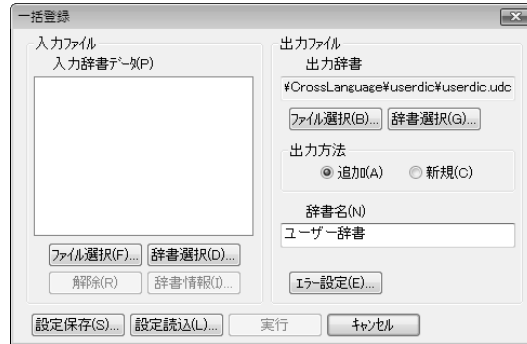 一括登録
入力ファイル
入力辞書データ(P)
ファイル選択(F)... 辞書選択(D)...
解除(R) 辞書情報(I)...
出力ファイル
出力辞書
¥CrossLanguage¥userdic¥userdic.udc
ファイル選択(B)... 辞書選択(G)...
出力方法
追加(A) 新規(C)
辞書名(N)
ユーザー辞書
エラー設定(E)...
設定保存(S)... 設定読込(L)... 実行 キャンセル